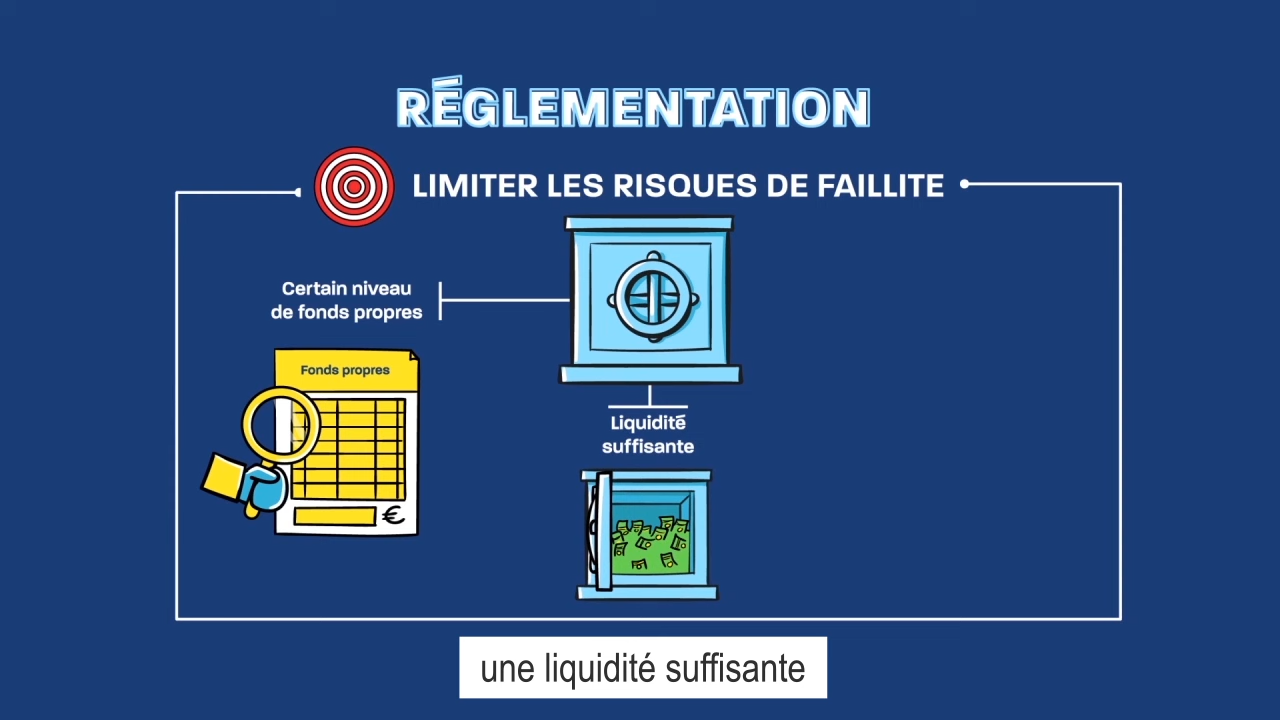 RÉGLEMENTATION
LIMITER LES RISQUES DE FAILLITE
Certain niveau
de fonds propres
Fonds propres
€
Liquidité
suffisante
une liquidité suffisante